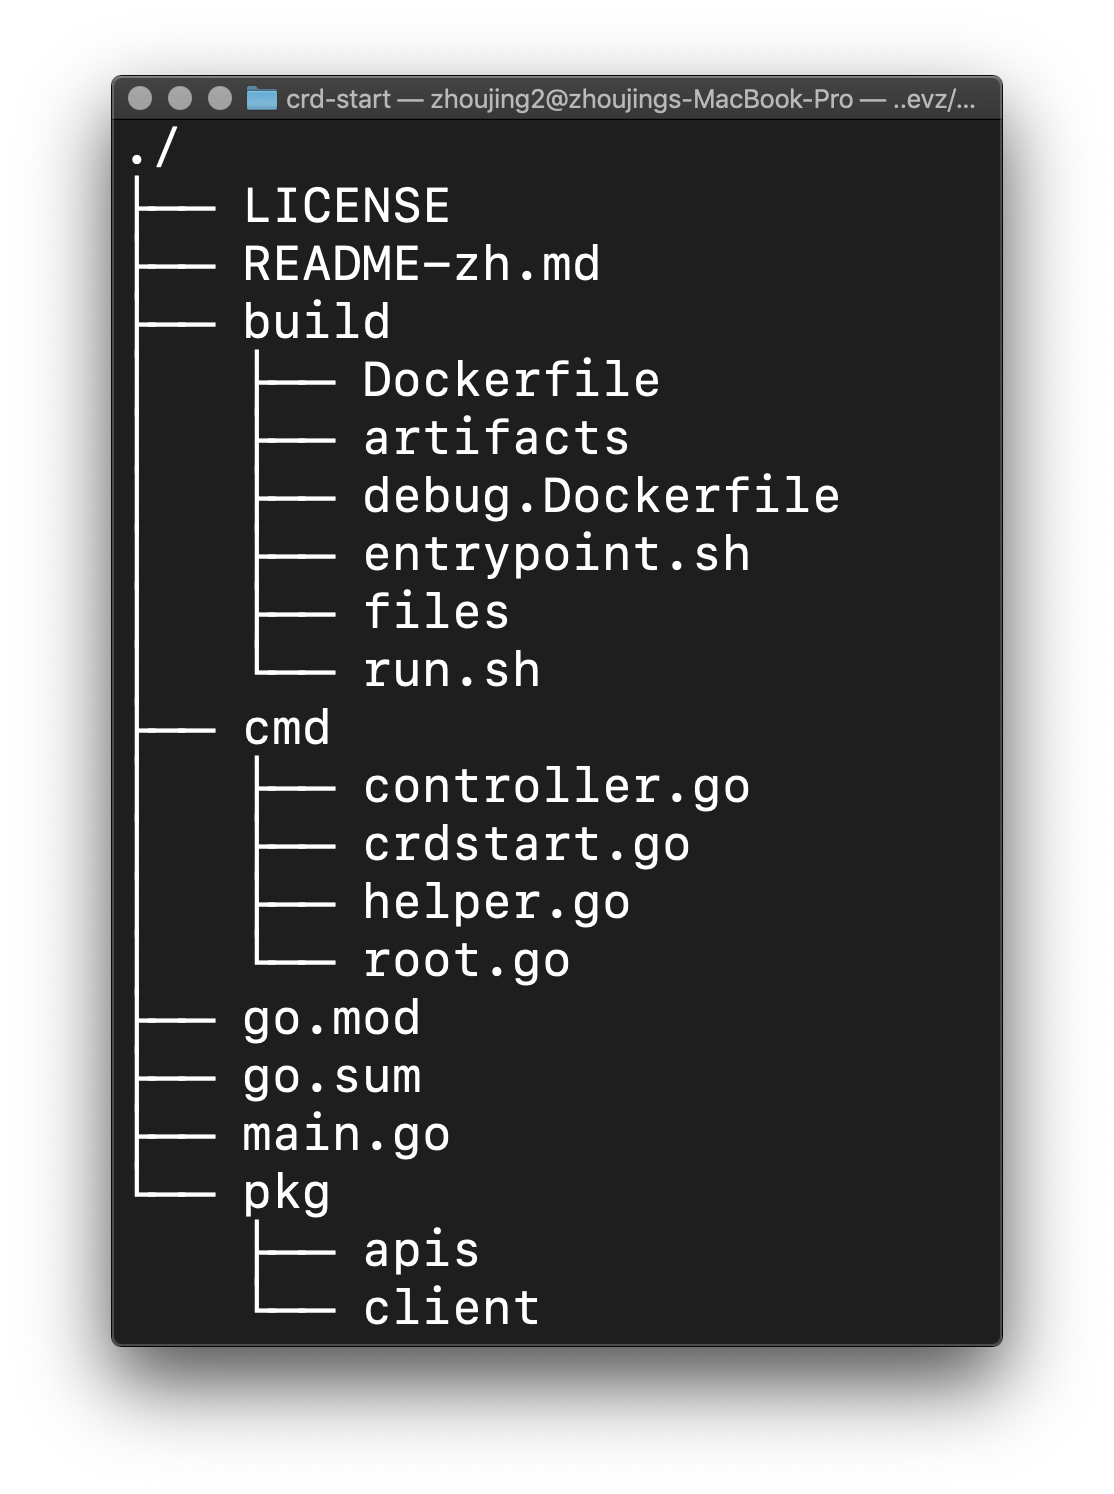 crd-start — zhoujing2@zhoujings-MacBook-Pro — ..evz/...
./
├── LICENSE
├── README-zh.md
├── build
│   ├── Dockerfile
│   ├── artifacts
│   ├── debug.Dockerfile
│   ├── entrypoint.sh
│   ├── files
│   └── run.sh
├── cmd
│   ├── controller.go
│   ├── crdstart.go
│   ├── helper.go
│   └── root.go
├── go.mod
├── go.sum
├── main.go
└── pkg
    ├── apis
    └── client